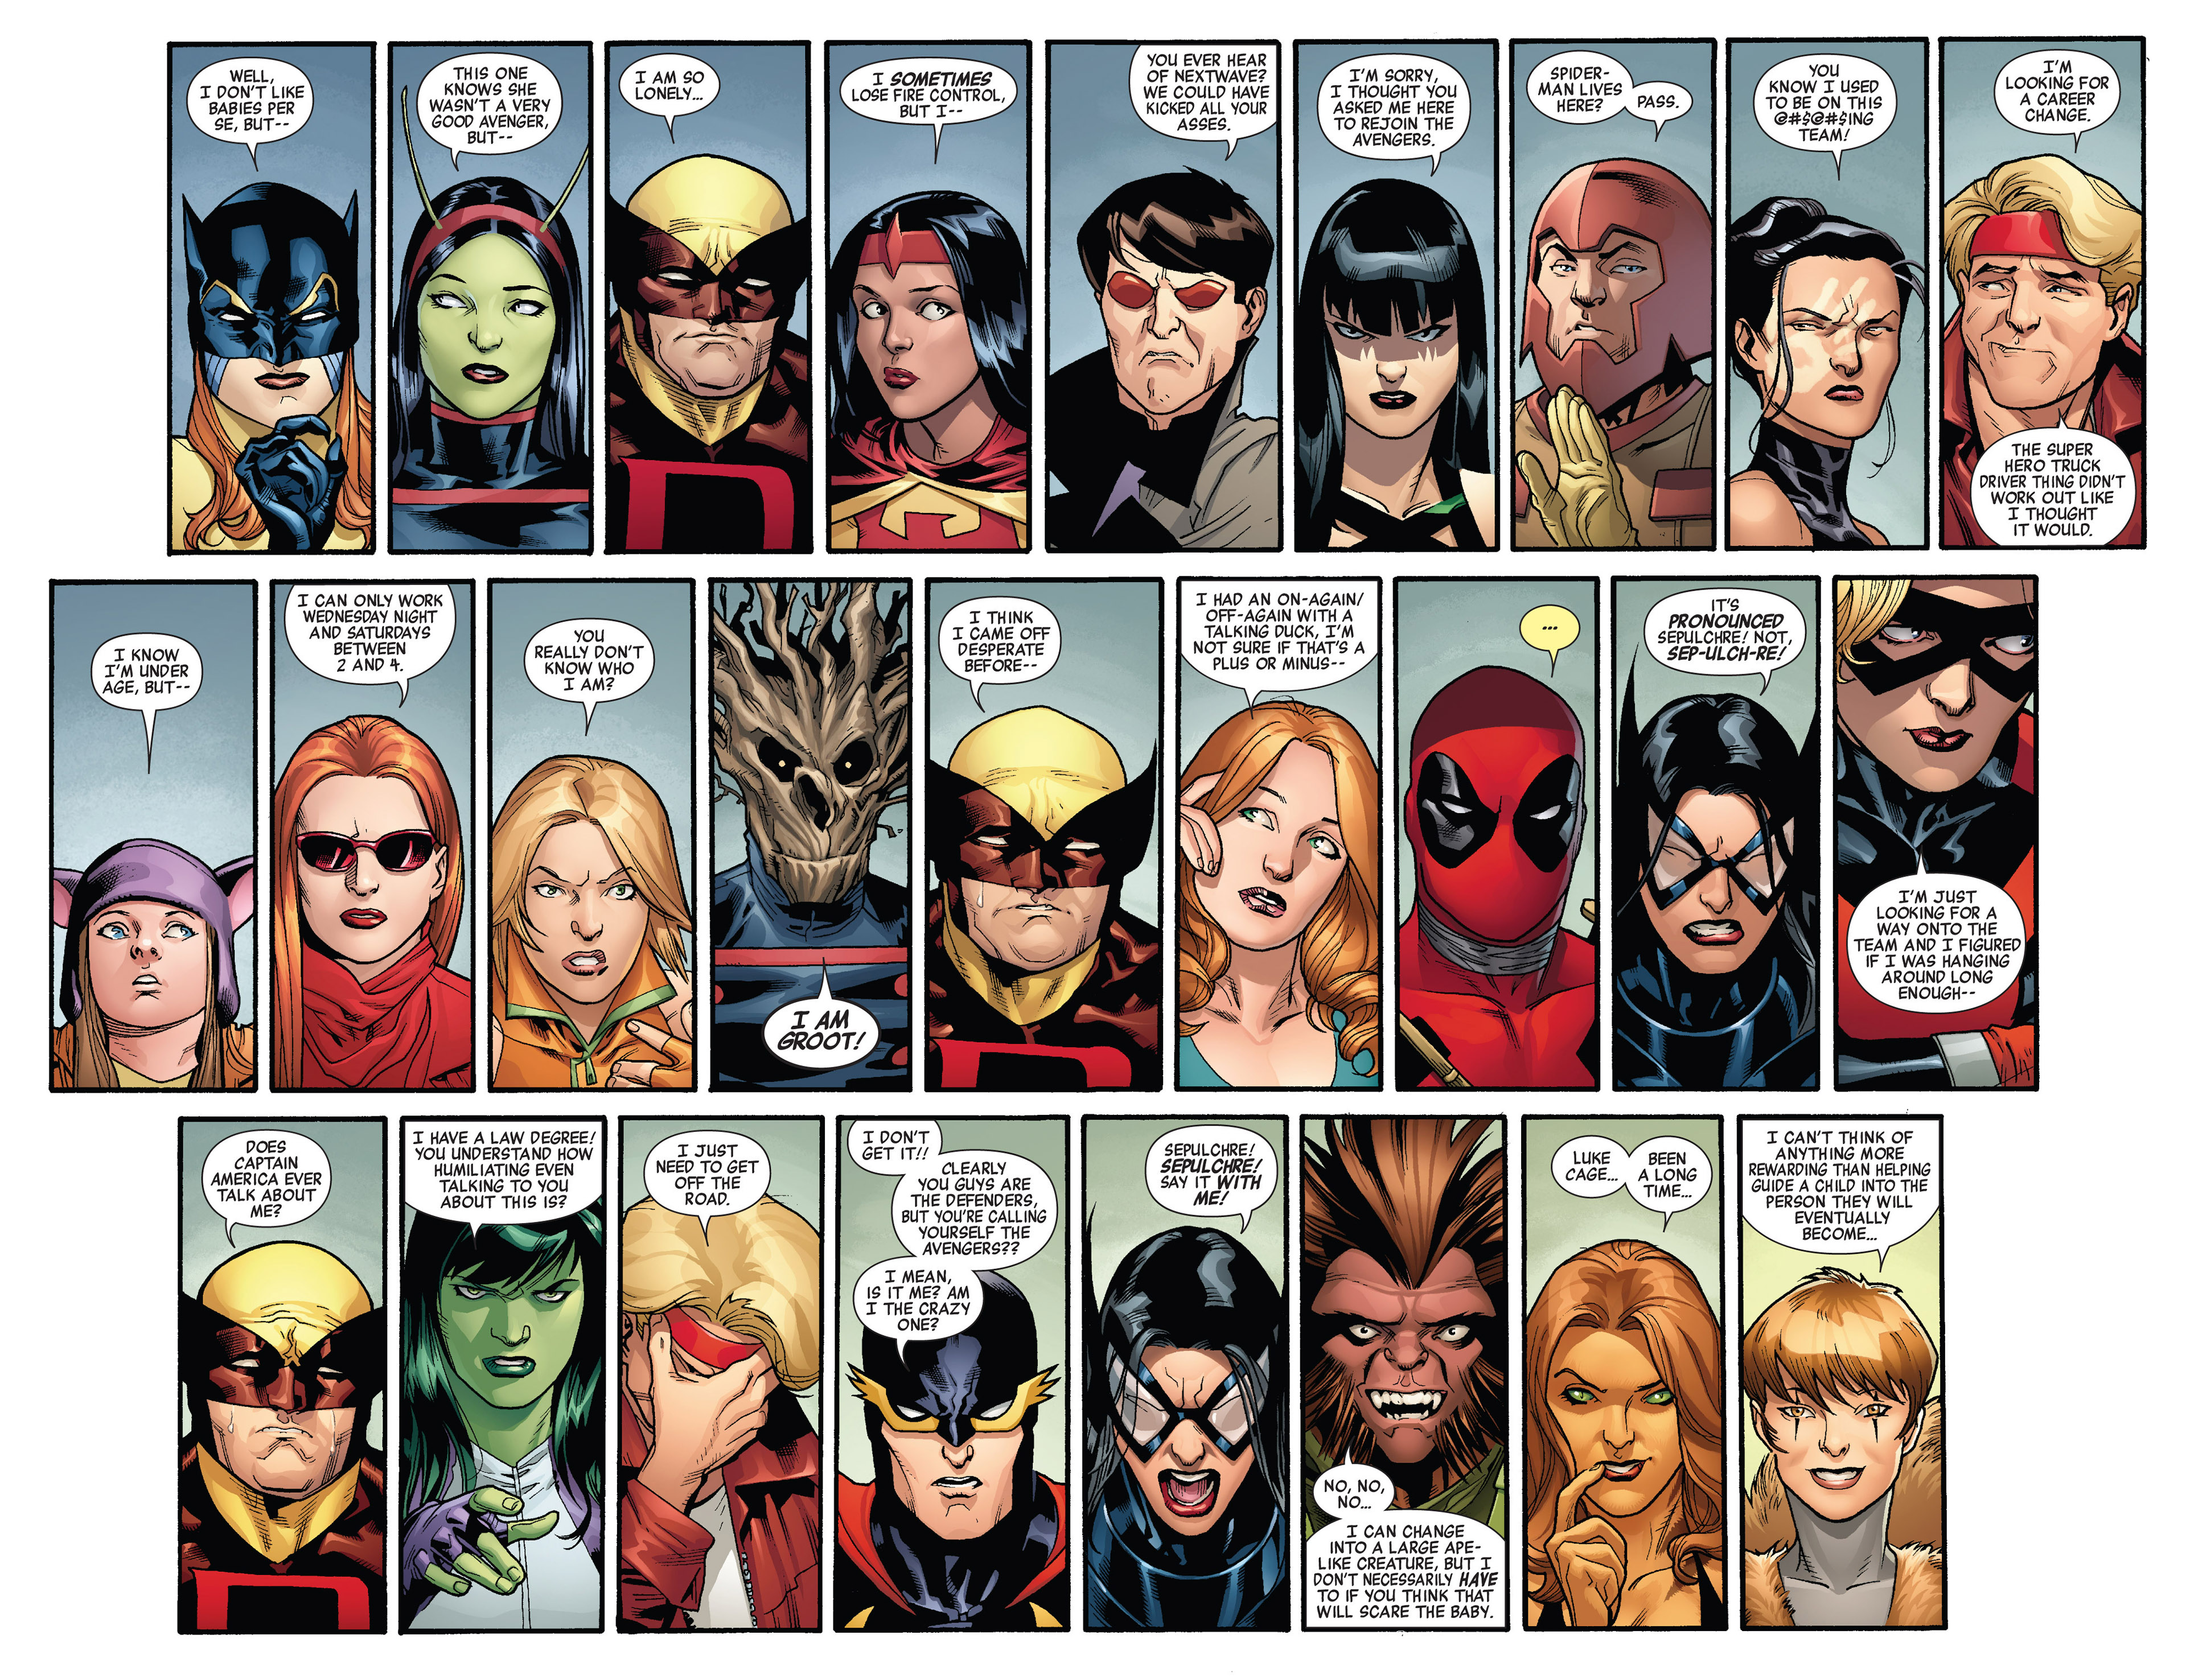 WELL,
I DON'T LIKE
BABIES PER
SE, BUT--
THIS ONE
KNOWS SHE
WASN'T A VERY
GOOD AVENGER,
BUT--
I AM SO
LONELY...
I SOMETIMES
LOSE FIRE CONTROL,
BUT I--
YOU EVER HEAR
OF NEXTWAVE?
WE COULD HAVE
KICKED ALL YOUR
ASSES.
I'M SORRY,
I THOUGHT YOU
ASKED ME HERE
TO REJOIN THE
AVENGERS.
SPIDER-
MAN LIVES
HERE?
PASS.
YOU
KNOW I USED
TO BE ON THIS
@#$@#$ING
TEAM!
I'M
LOOKING FOR
A CAREER
CHANGE.
THE SUPER
HERO TRUCK
DRIVER THING DIDN'T
WORK OUT LIKE
I THOUGHT
IT WOULD.
I KNOW
I'M UNDER
AGE, BUT--
I CAN ONLY WORK
WEDNESDAY NIGHT
AND SATURDAYS
BETWEEN
2 AND 4.
YOU
REALLY DON'T
KNOW WHO
I AM?
I AM
GROOT!
I THINK
I CAME OFF
DESPERATE
BEFORE--
I HAD AN ON-AGAIN/
OFF-AGAIN WITH A
TALKING DUCK, I'M
NOT SURE IF THAT'S A
PLUS OR MINUS--
...
IT'S
PRONOUNCED
SEPULCHRE! NOT,
SEP-ULCH-RE!
I'M JUST
LOOKING FOR A
WAY ONTO THE
TEAM AND I FIGURED
IF I WAS HANGING
AROUND LONG
ENOUGH--
DOES
CAPTAIN
AMERICA EVER
TALK ABOUT
ME?
I HAVE A LAW DEGREE!
YOU UNDERSTAND HOW
HUMILIATING EVEN
TALKING TO YOU
ABOUT THIS IS?
I JUST
NEED TO GET
OFF THE
ROAD.
I DON'T
GET IT!!
CLEARLY
YOU GUYS ARE
THE DEFENDERS,
BUT YOU'RE CALLING
YOURSELF THE
AVENGERS??
I MEAN,
IS IT ME? AM
I THE CRAZY
ONE?
SEPULCHRE!
SEPULCHRE!
SAY IT WITH
ME!
NO, NO,
NO...
I CAN CHANGE
INTO A LARGE APE-
LIKE CREATURE, BUT I
DON'T NECESSARILY HAVE
TO IF YOU THINK THAT
WILL SCARE THE BABY.
LUKE
CAGE...
BEEN
A LONG
TIME...
I CAN'T THINK OF
ANYTHING MORE
REWARDING THAN HELPING
GUIDE A CHILD INTO THE
PERSON THEY WILL
EVENTUALLY
BECOME...